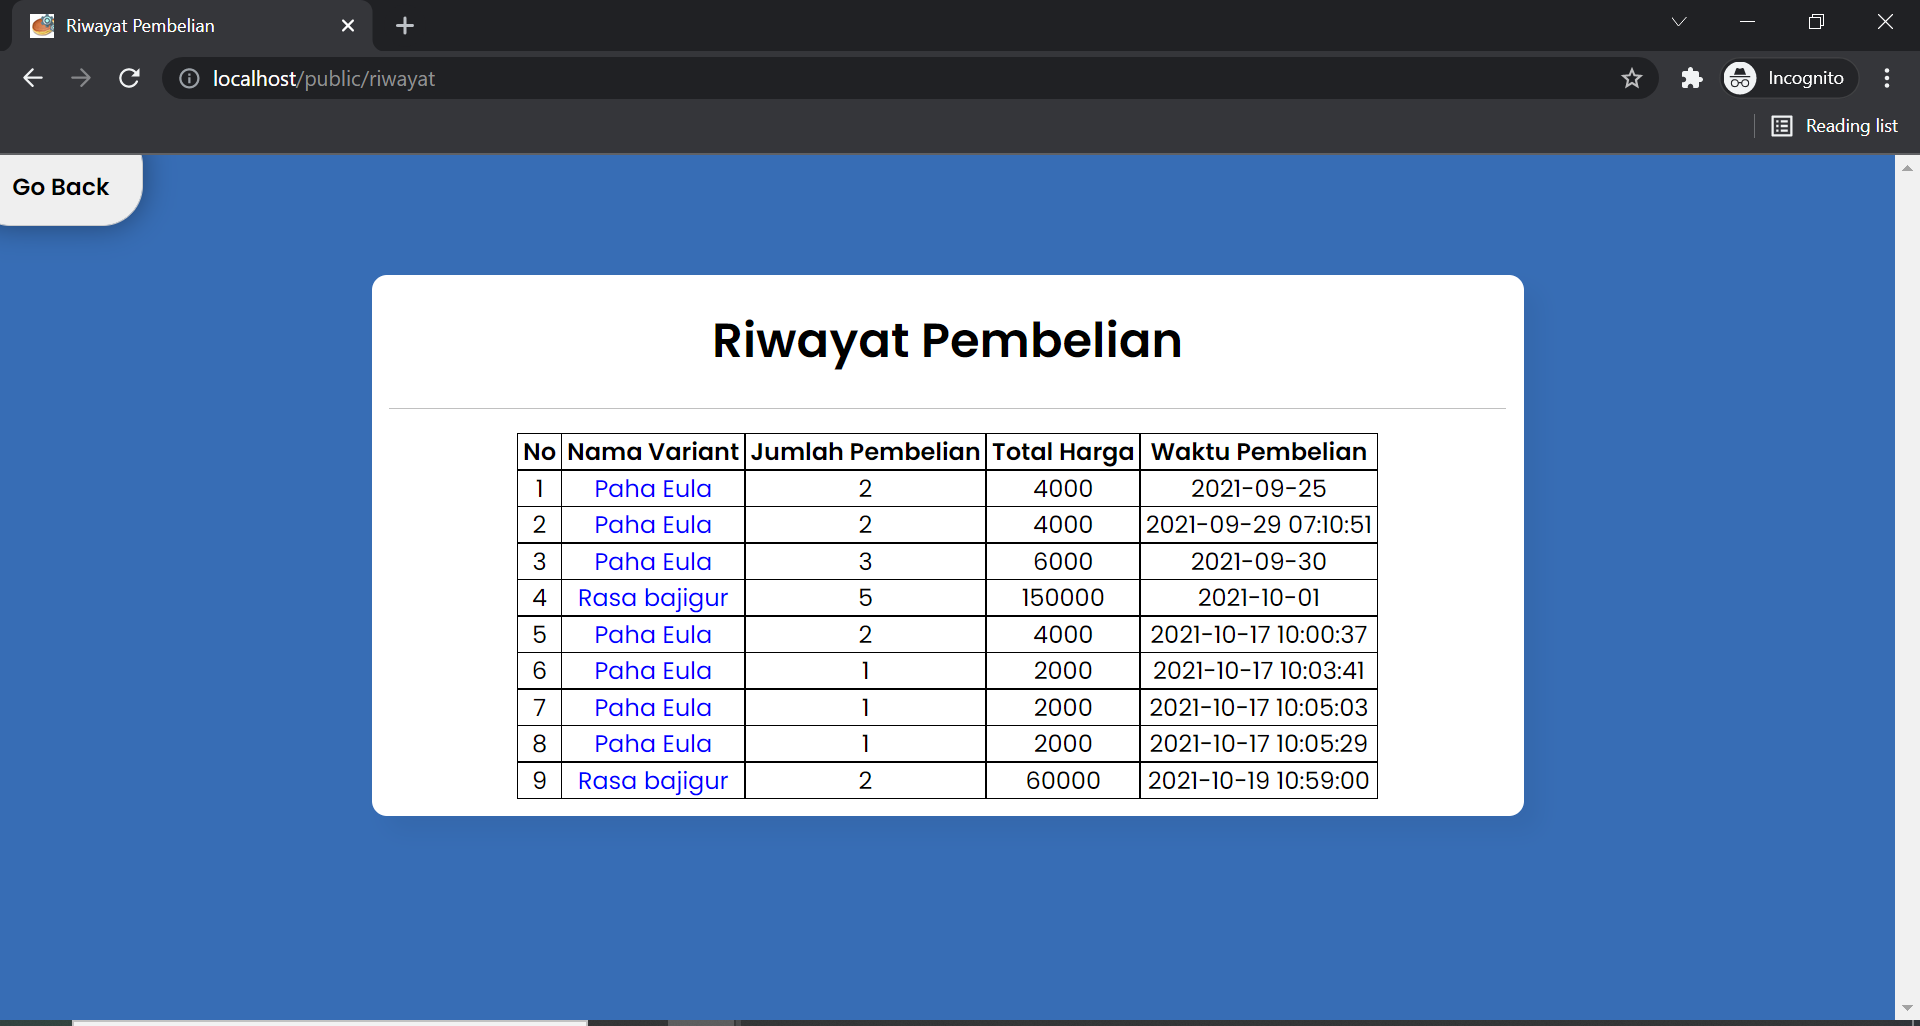 Riwayat Pembelian
localhost/public/riwayat
Incognito
Reading list
Go Back
Riwayat Pembelian
No Nama Variant Jumlah Pembelian Total Harga Waktu Pembelian
1 Paha Eula 2 4000 2021-09-25
2 Paha Eula 2 4000 2021-09-29 07:10:51
3 Paha Eula 3 6000 2021-09-30
4 Rasa bajigur 5 150000 2021-10-01
5 Paha Eula 2 4000 2021-10-17 10:00:37
6 Paha Eula 1 2000 2021-10-17 10:03:41
7 Paha Eula 1 2000 2021-10-17 10:05:03
8 Paha Eula 1 2000 2021-10-17 10:05:29
9 Rasa bajigur 2 60000 2021-10-19 10:59:00